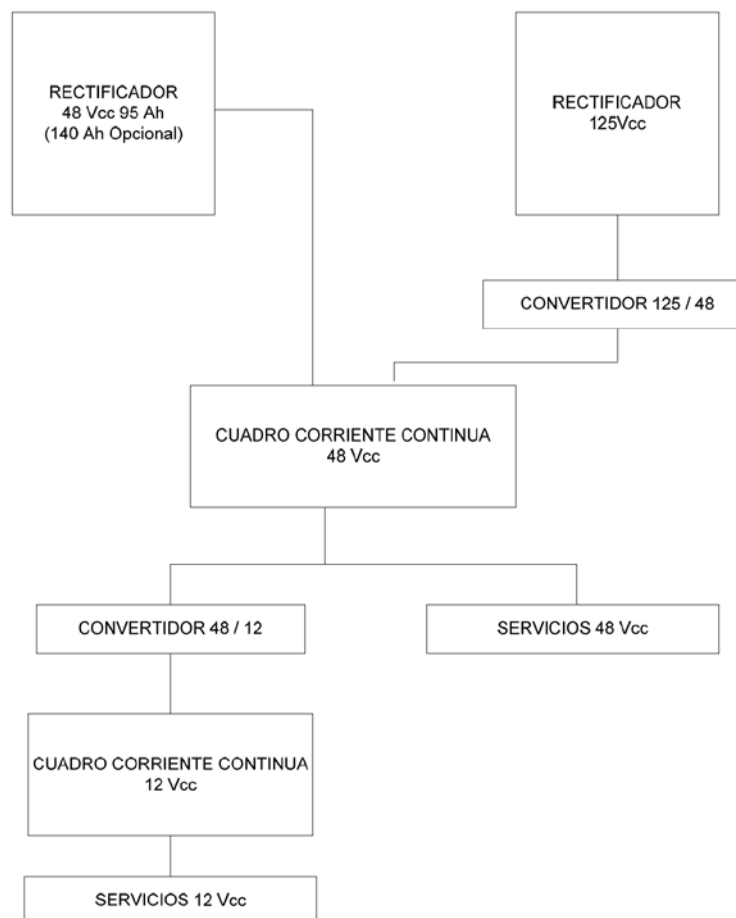 RECTIFICADOR
48 Vcc 95 Ah
(140 Ah Opcional)
RECTIFICADOR
125Vcc
CONVERTIDOR 125 / 48
CUADRO CORRIENTE CONTINUA
48 Vcc
CONVERTIDOR 48 / 12
SERVICIOS 48 Vcc
CUADRO CORRIENTE CONTINUA
12 Vcc
SERVICIOS 12 Vcc